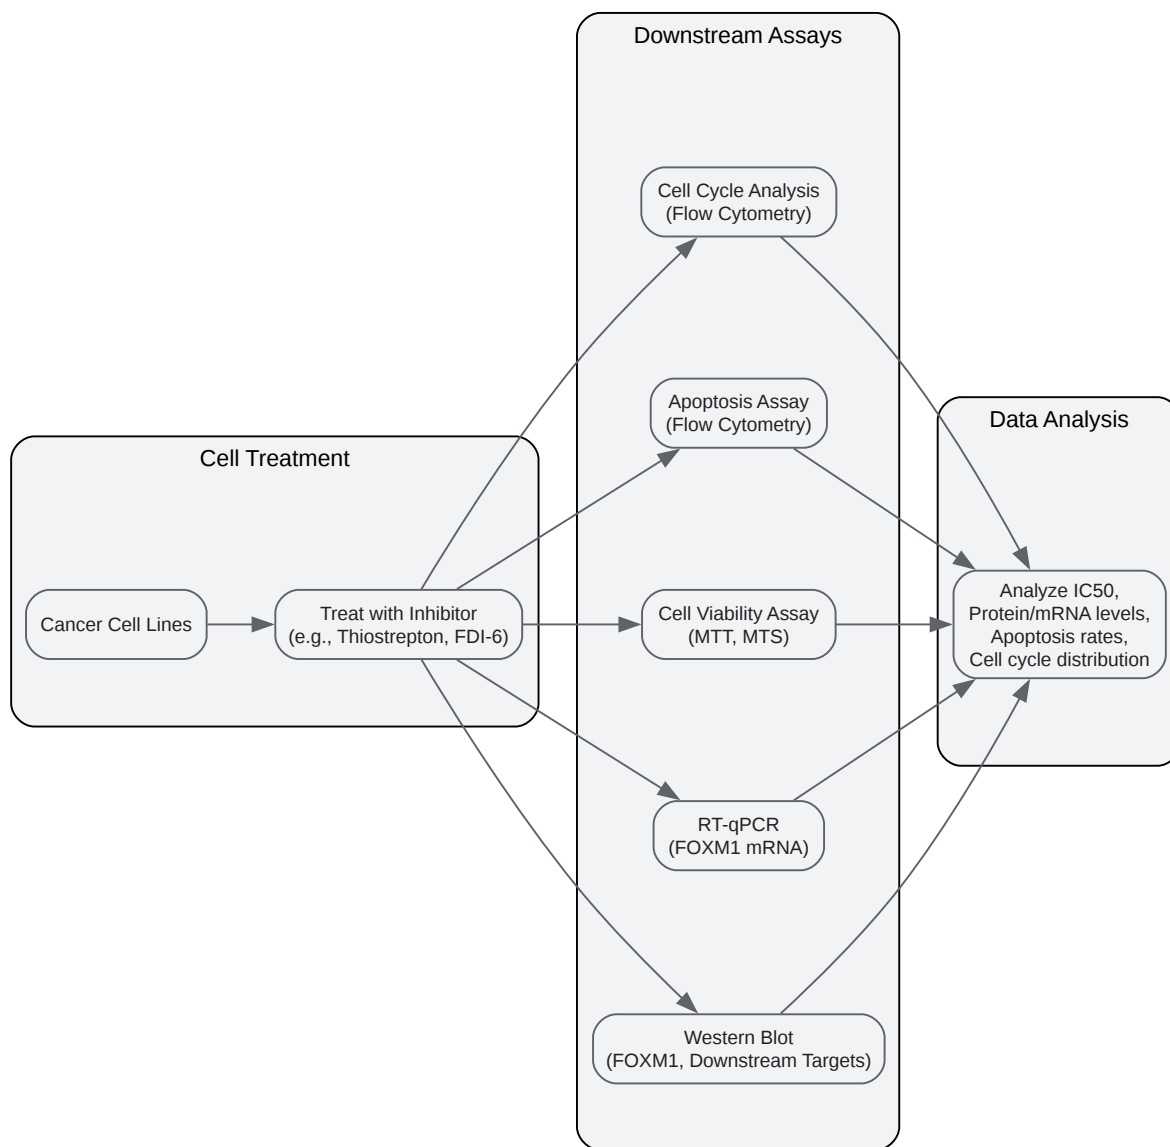 Downstream Assays
Cell Cycle Analysis
(Flow Cytometry)
Apoptosis Assay
(Flow Cytometry)
Data Analysis
Cell Treatment
Cancer Cell Lines
Treat with Inhibitor
(e.g., Thiostrepton, FDI-6)
Cell Viability Assay
(MTT, MTS)
Analyze IC50,
Protein/mRNA levels,
Apoptosis rates,
Cell cycle distribution
RT-qPCR
(FOXM1 mRNA)
Western Blot
(FOXM1, Downstream Targets)